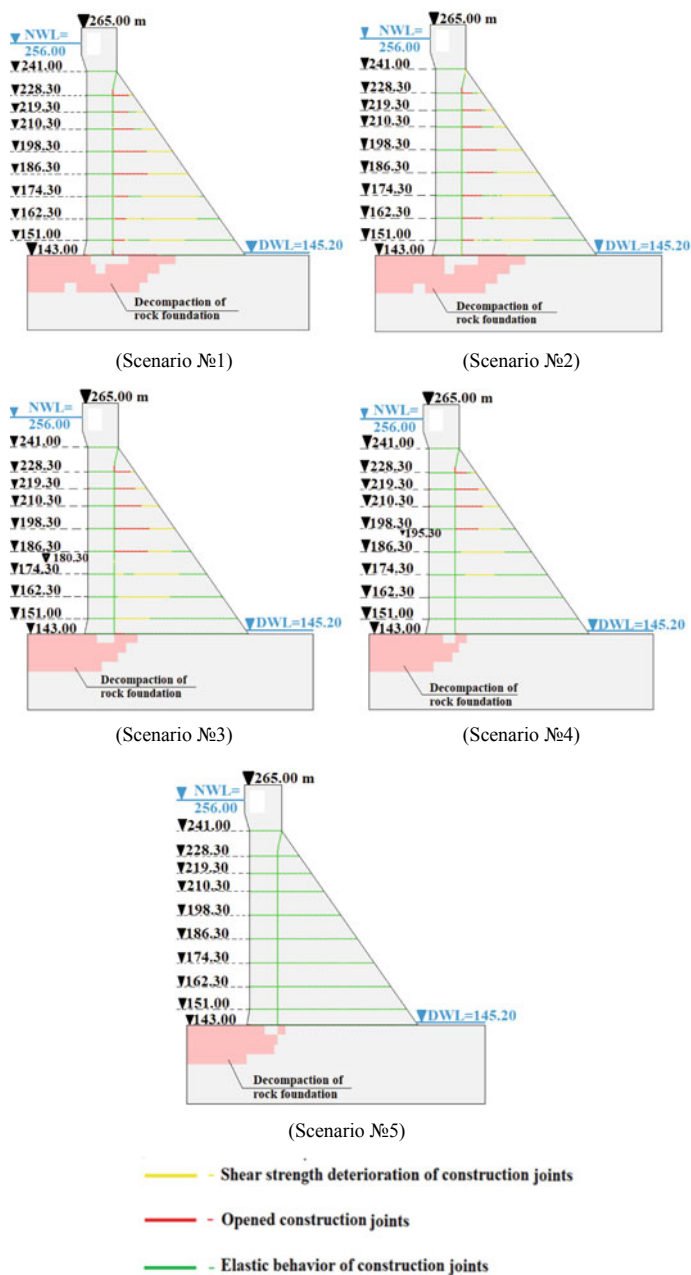 265.00 m
NWL=
256.00
241.00
228.30
219.30
210.30
198.30
186.30
174.30
162.30
151.00
143.00
DWL=145.20
Decompaction of
rock foundation
(Scenario №1)
265.00 m
NWL=
256.00
241.00
228.30
219.30
210.30
198.30
186.30
174.30
162.30
151.00
143.00
DWL=145.20
Decompaction of
rock foundation
(Scenario №2)
265.00 m
NWL=
256.00
241.00
228.30
219.30
210.30
198.30
186.30
180.30
174.30
162.30
151.00
143.00
DWL=145.20
Decompaction of
rock foundation
(Scenario №3)
265.00 m
NWL=
256.00
241.00
228.30
219.30
210.30
198.30
195.30
186.30
174.30
162.30
151.00
143.00
DWL=145.20
Decompaction of
rock foundation
(Scenario №4)
265.00 m
NWL=
256.00
241.00
228.30
219.30
210.30
198.30
186.30
174.30
162.30
151.00
143.00
DWL=145.20
Decompaction of
rock foundation
(Scenario №5)
- Shear strength deterioration of construction joints
- Opened construction joints
- Elastic behavior of construction joints